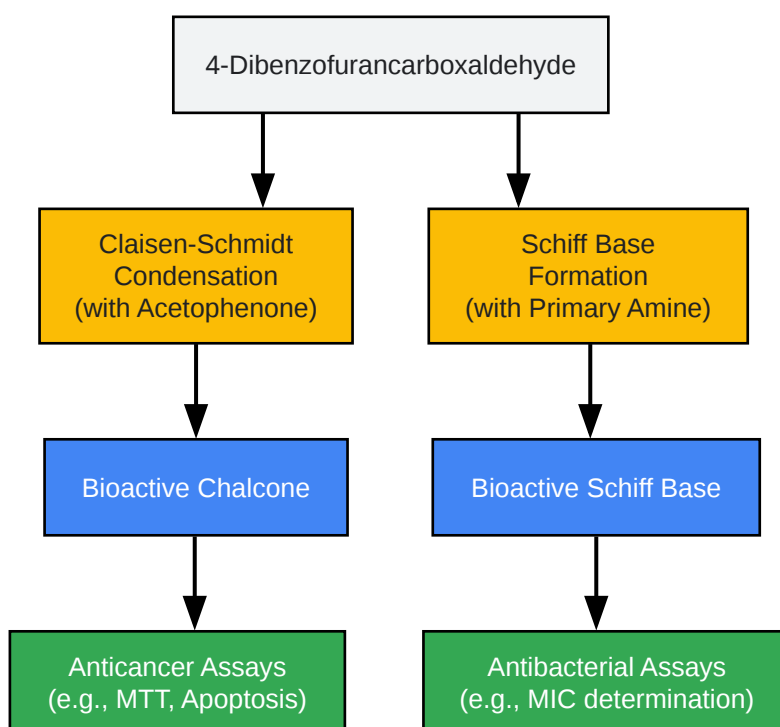 4-Dibenzofurancarboxaldehyde
Claisen-Schmidt
Condensation
(with Acetophenone)
Schiff Base
Formation
(with Primary Amine)
Bioactive Chalcone
Bioactive Schiff Base
Anticancer Assays
(e.g., MTT, Apoptosis)
Antibacterial Assays
(e.g., MIC determination)